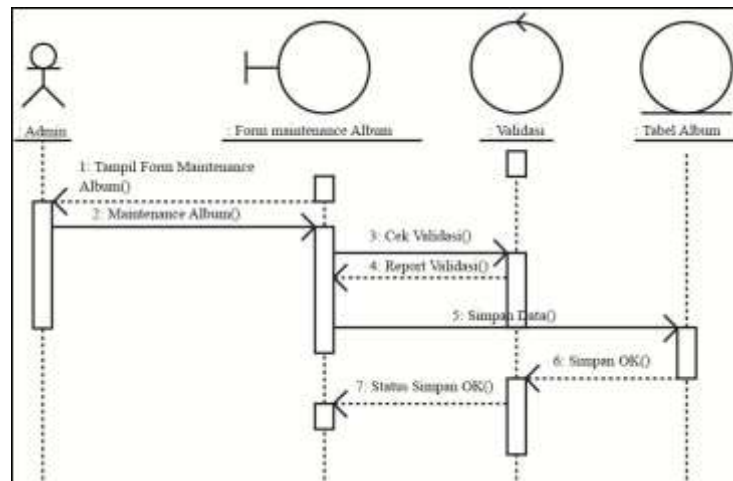 : Admin
: Form maintenance Album
: Validasi
: Tabel Album
1: Tampil Form Maintenance
Album()
2: Maintenance Album()
3: Cek Validasi()
4: Report Validasi()
5: Simpan Data()
6: Simpan OK()
7: Status Simpan OK()